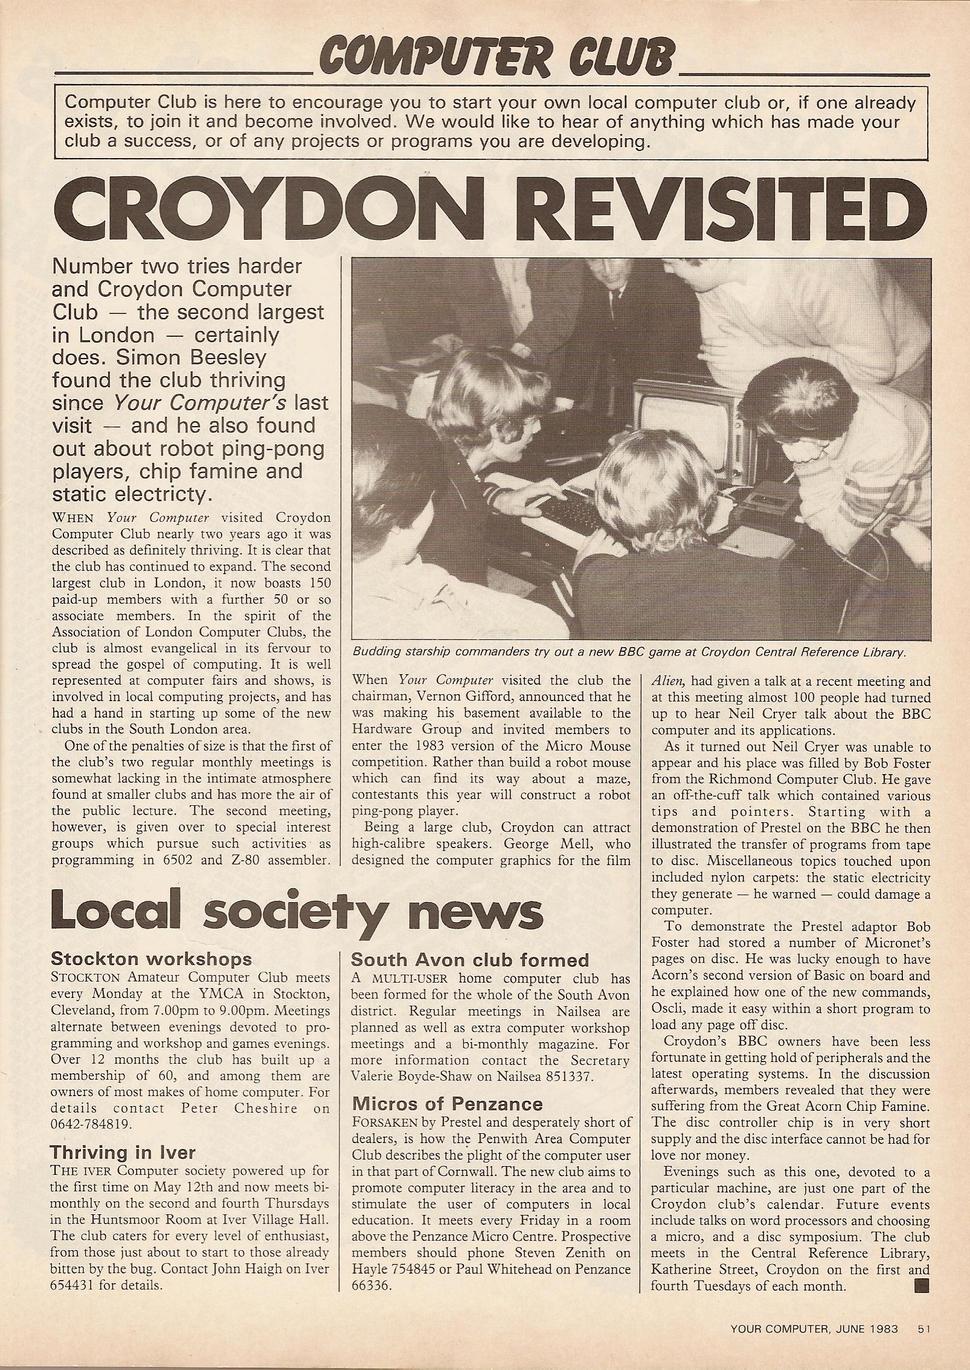 COMPUTER CLUB
Computer Club is here to encourage you to start your own local computer club or, if one already
exists, to join it and become involved. We would like to hear of anything which has made your
club a success, or of any projects or programs you are developing.
CROYDON REVISITED
Number two tries harder
and Croydon Computer
Club — the second largest
in London — certainly
does. Simon Beesley
found the club thriving
since Your Computer's last
visit — and he also found
out about robot ping-pong
players, chip famine and
static electricty.
WHEN Your Computer visited Croydon
Computer Club nearly two years ago it was
described as definitely thriving. It is clear that
the club has continued to expand. The second
largest club in London, it now boasts 150
paid-up members with a further 50 or so
associate members. In the spirit of the
Association of London Computer Clubs, the
club is almost evangelical in its fervour to
spread the gospel of computing. It is well
represented at computer fairs and shows, is
involved in local computing projects, and has
had a hand in starting up some of the new
clubs in the South London area.
One of the penalties of size is that the first of
the club's two regular monthly meetings is
somewhat lacking in the intimate atmosphere
found at smaller clubs and has more the air of
the public lecture. The second meeting,
however, is given over to special interest
groups which pursue such activities as
programming in 6502 and Z-80 assembler.
Budding starship commanders try out a new BBC game at Croydon Central Reference Library.
When Your Computer visited the club the
chairman, Vernon Gifford, announced that he
was making his basement available to the
Hardware Group and invited members to
enter the 1983 version of the Micro Mouse
competition. Rather than build a robot mouse
which can find its way about a maze,
contestants this year will construct a robot
ping-pong player.
Being a large club, Croydon can attract
high-calibre speakers. George Mell, who
designed the computer graphics for the film
Alien, had given a talk at a recent meeting and
at this meeting almost 100 people had turned
up to hear Neil Cryer talk about the BBC
computer and its applications.
As it turned out Neil Cryer was unable to
appear and his place was filled by Bob Foster
from the Richmond Computer Club. He gave
an off-the-cuff talk which contained various
tips and pointers. Starting with a
demonstration of Prestel on the BBC he then
illustrated the transfer of programs from tape
to disc. Miscellaneous topics touched upon
included nylon carpets: the static electricity
they generate — he warned — could damage a
computer.
To demonstrate the Prestel adaptor Bob
Foster had stored a number of Micronet's
pages on disc. He was lucky enough to have
Acorn's second version of Basic on board and
he explained how one of the new commands,
Oscli, made it easy within a short program to
load any page off disc.
Croydon's BBC owners have been less
fortunate in getting hold of peripherals and the
latest operating systems. In the discussion
afterwards, members revealed that they were
suffering from the Great Acorn Chip Famine.
The disc controller chip is in very short
supply and the disc interface cannot be had for
love nor money.
Evenings such as this one, devoted to a
particular machine, are just one part of the
Croydon club's calendar. Future events
include talks on word processors and choosing
a micro, and a disc symposium. The club
meets in the Central Reference Library,
Katherine Street, Croydon on the first and
fourth Tuesdays of each month.
Local society news
Stockton workshops
STOCKTON Amateur Computer Club meets
every Monday at the YMCA in Stockton,
Cleveland, from 7.00pm to 9.00pm. Meetings
alternate between evenings devoted to pro-
gramming and workshop and games evenings.
Over 12 months the club has built up a
membership of 60, and among them are
owners of most makes of home computer. For
details contact Peter Cheshire on
0642-784819.
Thriving in Iver
THE IVER Computer society powered up for
the first time on May 12th and now meets bi-
monthly on the second and fourth Thursdays
in the Huntsmoor Room at Iver Village Hall.
The club caters for every level of enthusiast,
from those just about to start to those already
bitten by the bug. Contact John Haigh on Iver
654431 for details.
South Avon club formed
A MULTI-USER home computer club has
been formed for the whole of the South Avon
district. Regular meetings in Nailsea are
planned as well as extra computer workshop
meetings and a bi-monthly magazine. For
more information contact the Secretary
Valerie Boyde-Shaw on Nailsea 851337.
Micros of Penzance
FORSAKEN by Prestel and desperately short of
dealers, is how the Penwith Area Computer
Club describes the plight of the computer user
in that part of Cornwall. The new club aims to
promote computer literacy in the area and to
stimulate the user of computers in local
education. It meets every Friday in a room
above the Penzance Micro Centre. Prospective
members should phone Steven Zenith on
Hayle 754845 or Paul Whitehead on Penzance
66336.
YOUR COMPUTER, JUNE 1983 51